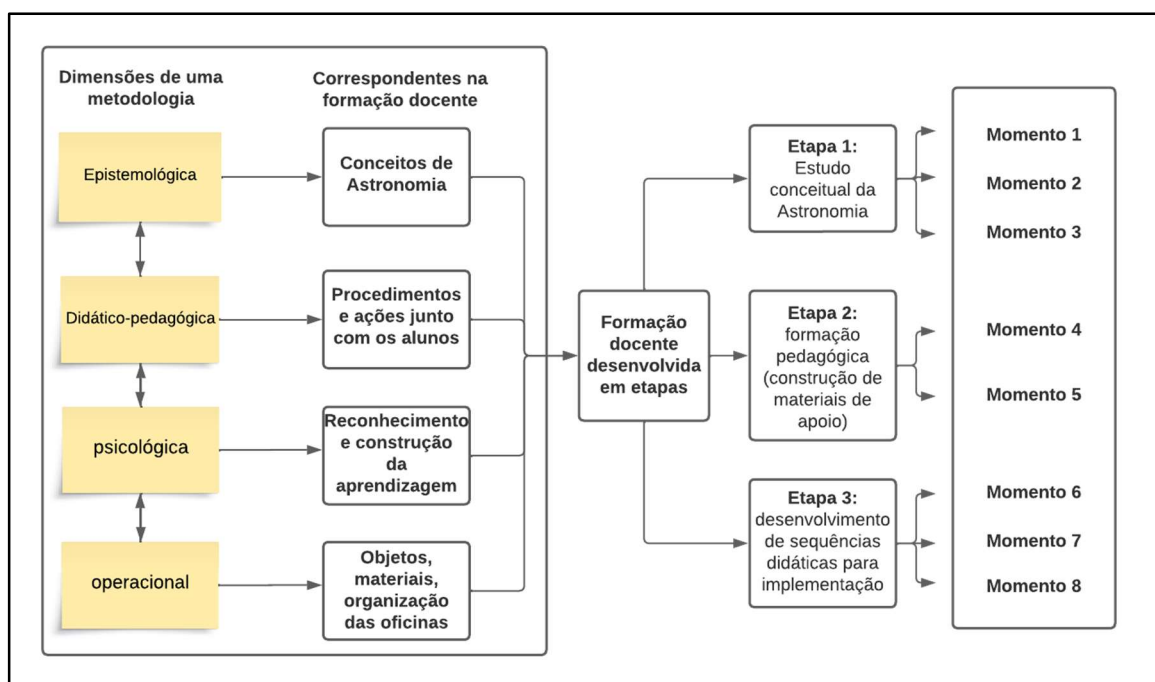 Dimensões de uma
metodologia
Correspondentes na
formação docente
Epistemológica
Conceitos de
Astronomia
Didático-pedagógica
Procedimentos
e ações junto
com os alunos
psicológica
Reconhecimento
e construção
da
aprendizagem
operacional
Objetos,
materiais,
organização
das oficinas
Formação
docente
desenvolvida
em etapas
Etapa 1:
Estudo
conceitual da
Astronomia
Momento 1
Momento 2
Momento 3
Etapa 2:
formação
pedagógica
(construção de
materiais de
apoio)
Momento 4
Momento 5
Etapa 3:
desenvolvimento
de sequências
didáticas para
implementação
Momento 6
Momento 7
Momento 8